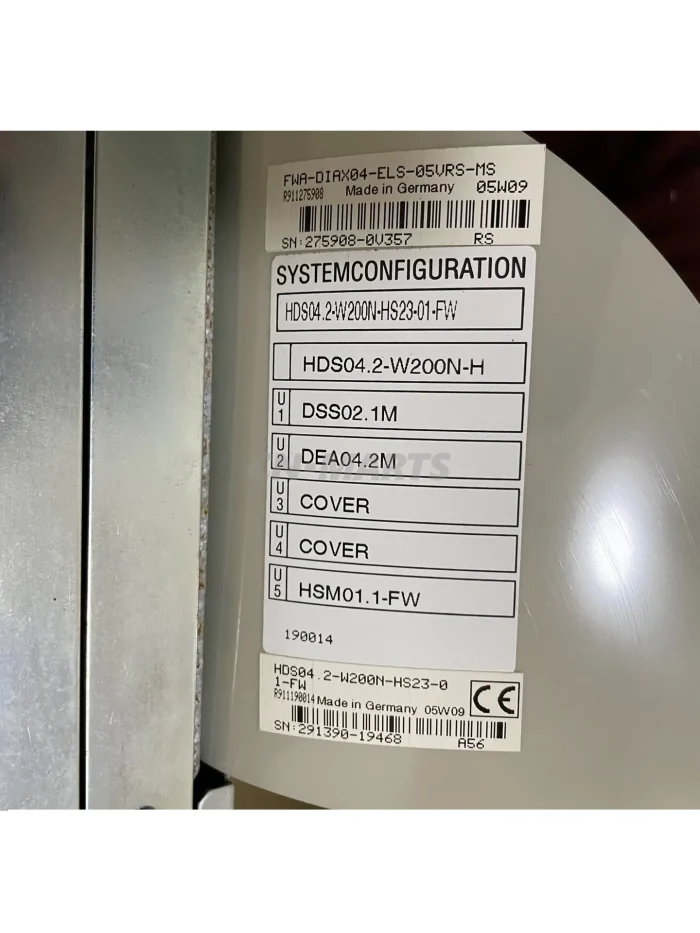 FWA-DIAX04-ELS-05VRS-MS
R911275908 Made in Germany 05W09
SN:275908-0V357 RS
SYSTEMCONFIGURATION
HDS04.2-W200N-HS23-01-FW
HDS04.2-W200N-H
U1 DSS02.1M
U2 DEA04.2M
U3 COVER
U4 COVER
U5 HSM01.1-FW
190014
HDS04.2-W200N-HS23-0
1-FW
R911190014 Made in Germany 05W09 CE
SN:291390-19468 A56